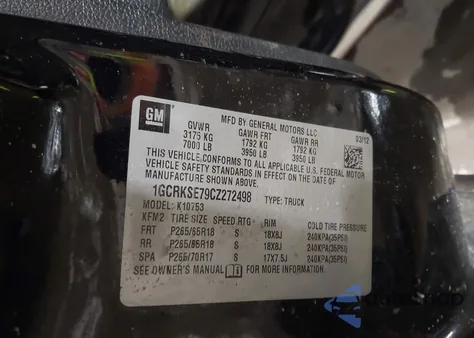 GM
MFD BY GENERAL MOTORS LLC
03/12
GVWR GAWR FRT GAWR RR
3175 KG 1792 KG 1792 KG
7000 LB 3950 LB 3950 LB
THIS VEHICLE CONFORMS TO ALL APPLICABLE U.S. FEDERAL MOTOR
VEHICLE SAFETY STANDARDS IN EFFECT ON THE DATE OF
MANUFACTURE SHOWN ABOVE.
1GCRKSE79CZ272498 TYPE: TRUCK
MODEL: K10753
XFM2 TIRE SIZE SPEED RTG RIM COLD TIRE PRESSURE
FRT P265/65R18 S 18X8J 240KPA(35PSI)
RR P265/65R18 S 18X8J 240KPA(35PSI)
SPA P265/70R17 S 17X7.5J 240KPA(35PSI)
SEE OWNER'S MANUAL FOR MORE INFORMATION.